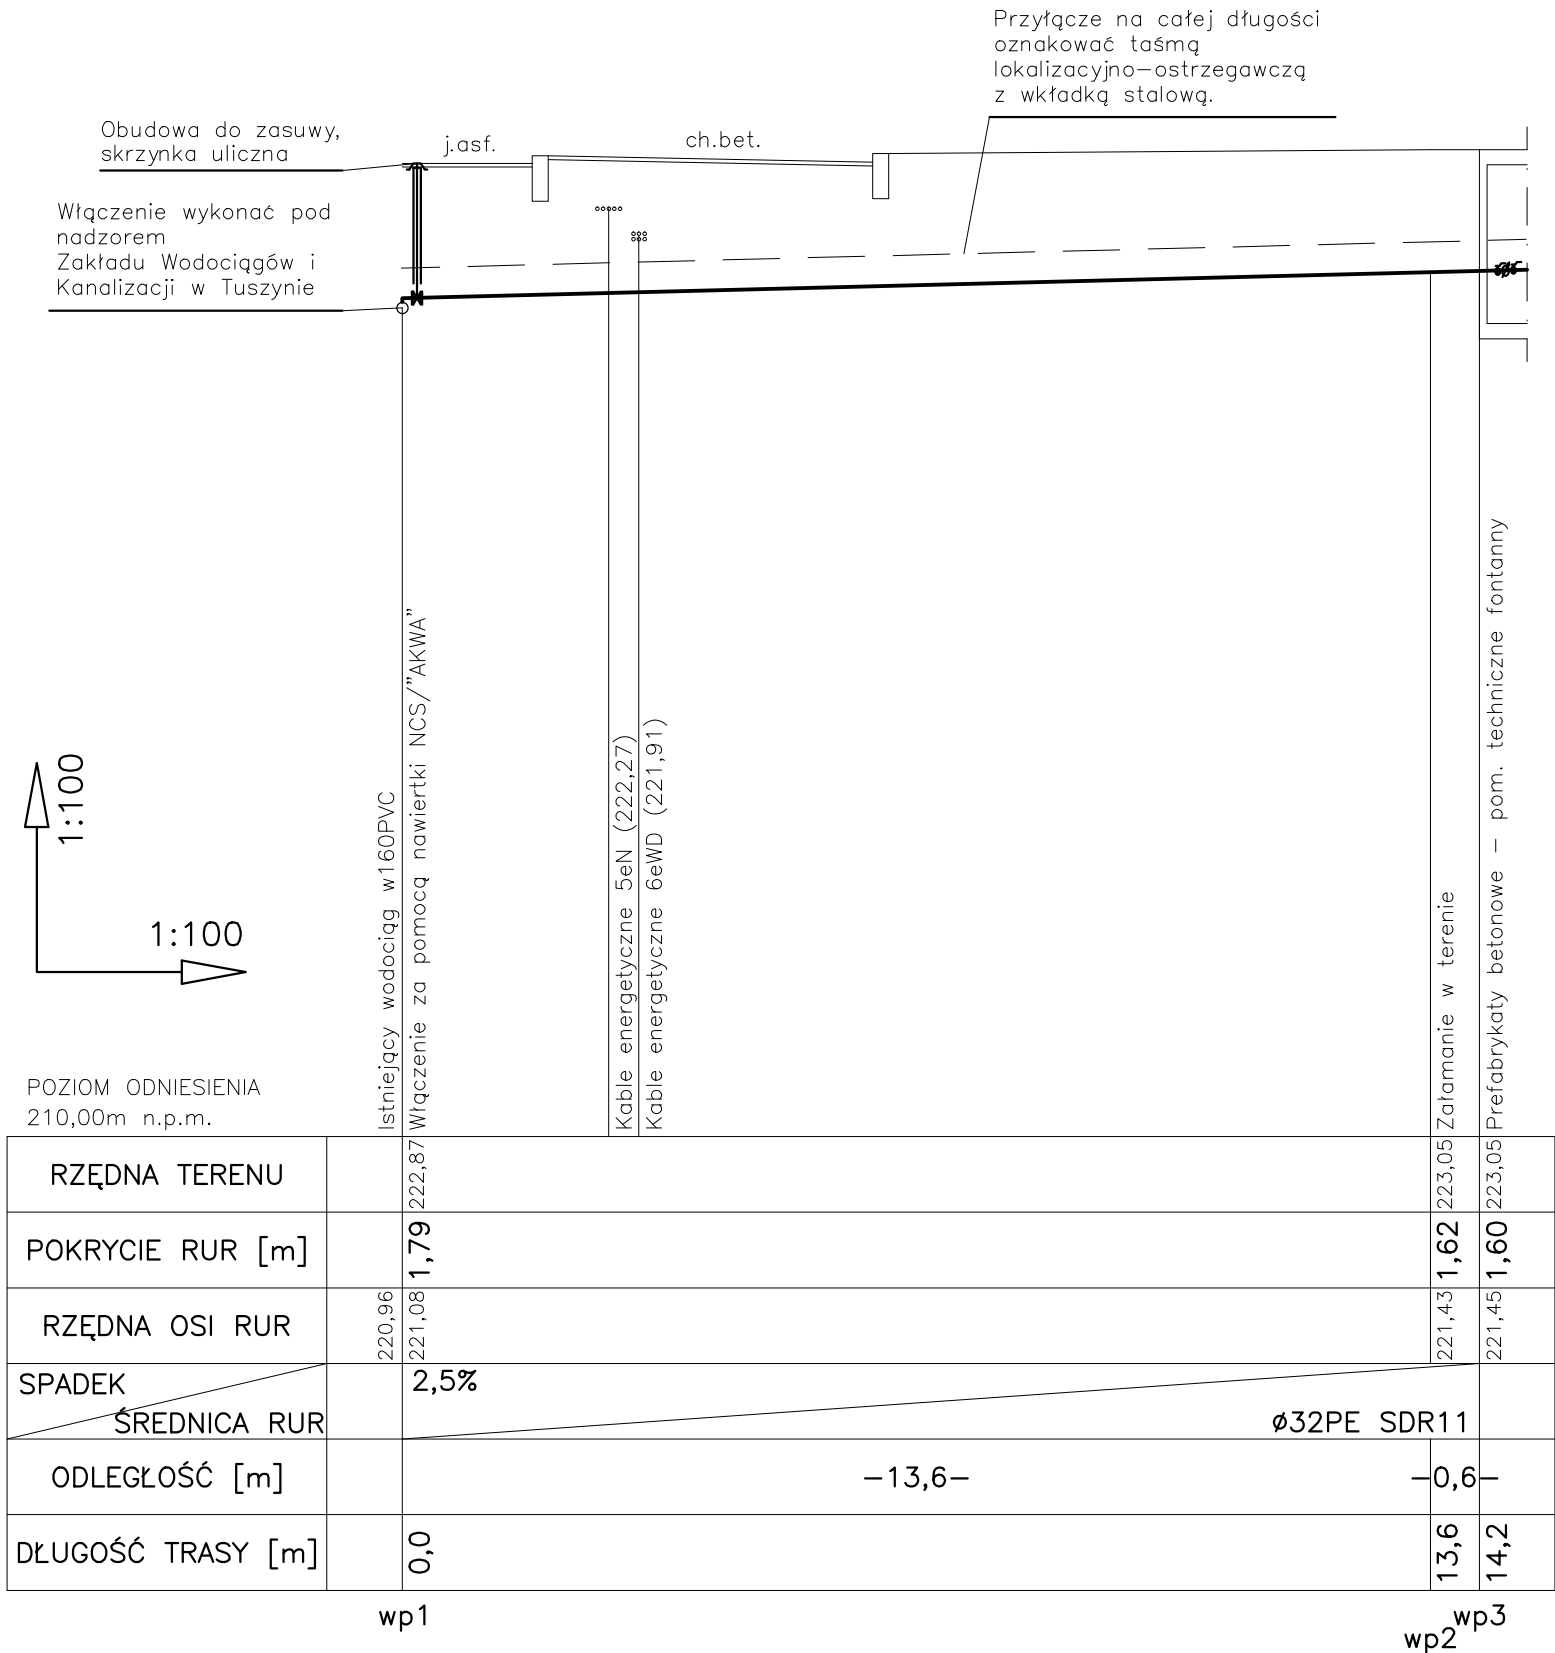 Przyłącze na całej długości
oznakować taśmą
lokalizacyjno-ostrzegawczą
z wkładką stalową.
Obudowa do zasuwy,
skrzynka uliczna
j.asf.
ch.bet.
Włączenie wykonać pod
nadzorem
Zakładu Wodociągów i
Kanalizacji w Tuszynie
1:100
1:100
Istniejący wodociąg w160PVC
Włączenie za pomocą nawiertki NCS/"AKWA"
Kable energetyczne 5eN (222,27)
Kable energetyczne 6eWD (221,91)
Załamanie w terenie
Prefabrykaty betonowe - pom. techniczne fontanny
POZIOM ODNIESIENIA
210,00m n.p.m.
RZĘDNA TERENU
222,87
223,05
223,05
POKRYCIE RUR [m]
1,79
1,62
1,60
RZĘDNA OSI RUR
220,96
221,08
221,43
221,45
SPADEK
ŚREDNICA RUR
2,5%
ø32PE SDR11
ODLEGŁOŚĆ [m]
-13,6-
-0,6-
DŁUGOŚĆ TRASY [m]
0,0
13,6
14,2
wp1
wp2
wp3